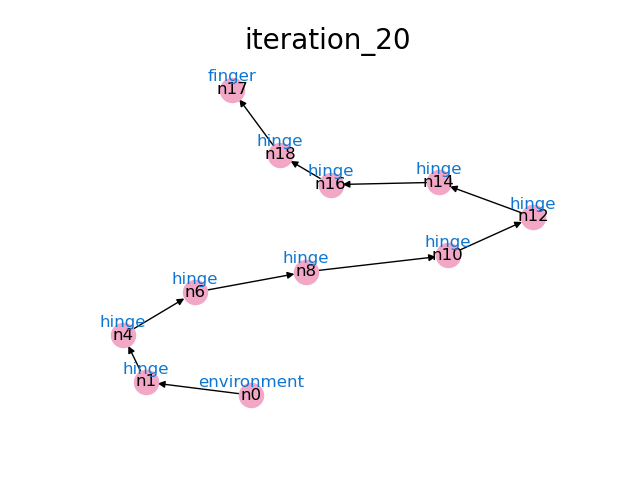 iteration_20
finger
n17
hinge
n18
hinge
n16
hinge
n14
hinge
n12
hinge
n10
hinge
n8
hinge
n6
hinge
n4
hinge
n1
environment
n0